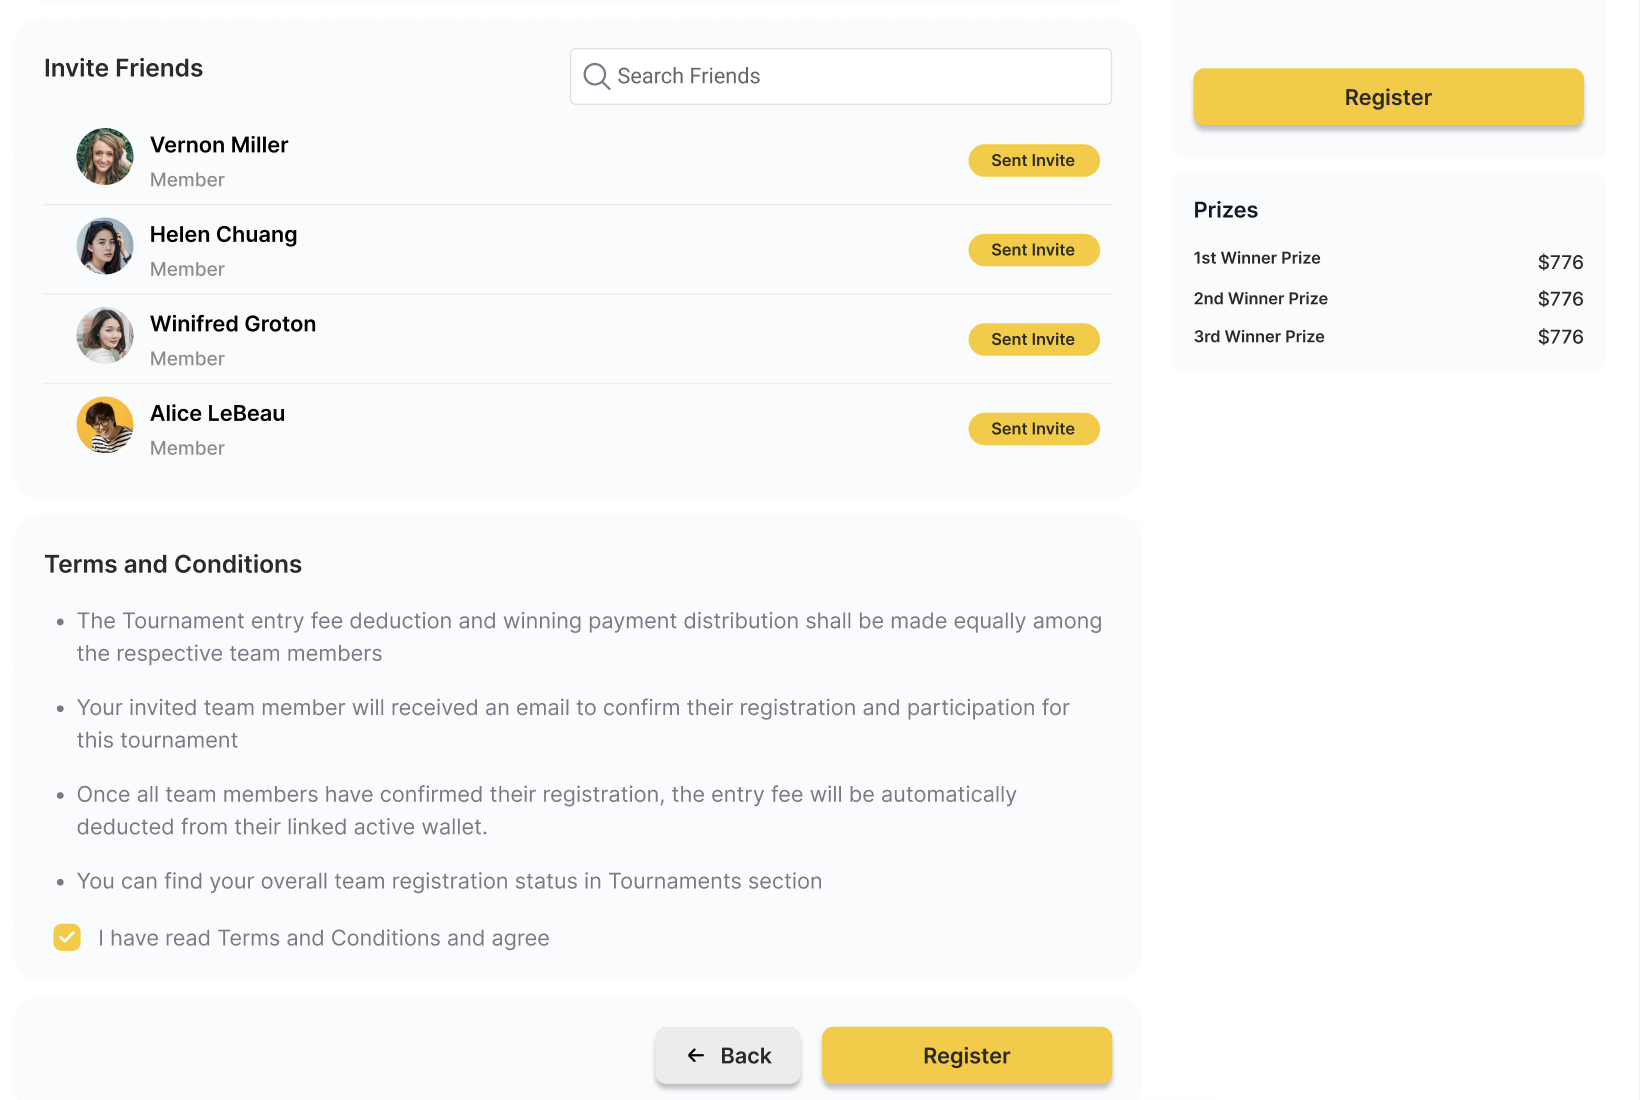 Invite Friends
Search Friends
Vernon Miller
Member
Sent Invite
Helen Chuang
Member
Sent Invite
Winifred Groton
Member
Sent Invite
Alice LeBeau
Member
Sent Invite
Terms and Conditions
• The Tournament entry fee deduction and winning payment distribution shall be made equally among
the respective team members
• Your invited team member will received an email to confirm their registration and participation for
this tournament
• Once all team members have confirmed their registration, the entry fee will be automatically
deducted from their linked active wallet.
• You can find your overall team registration status in Tournaments section
I have read Terms and Conditions and agree
Back
Register
Register
Prizes
1st Winner Prize $776
2nd Winner Prize $776
3rd Winner Prize $776